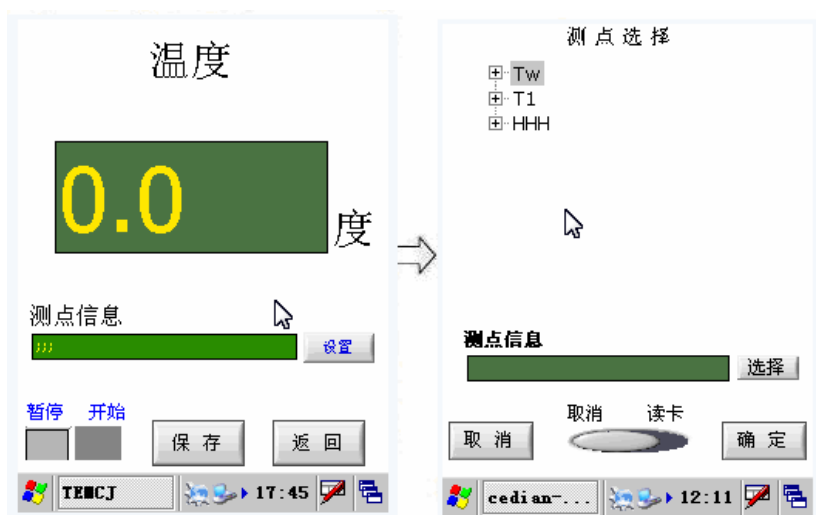 温度
0.0
度
测点信息
;;;
设置
暂停 开始
保 存
返 回
TEMCJ
17:45
测点选择
Tw
T1
HHH
测点信息
选择
取消 读卡
取 消
确 定
cedian-...
12:11